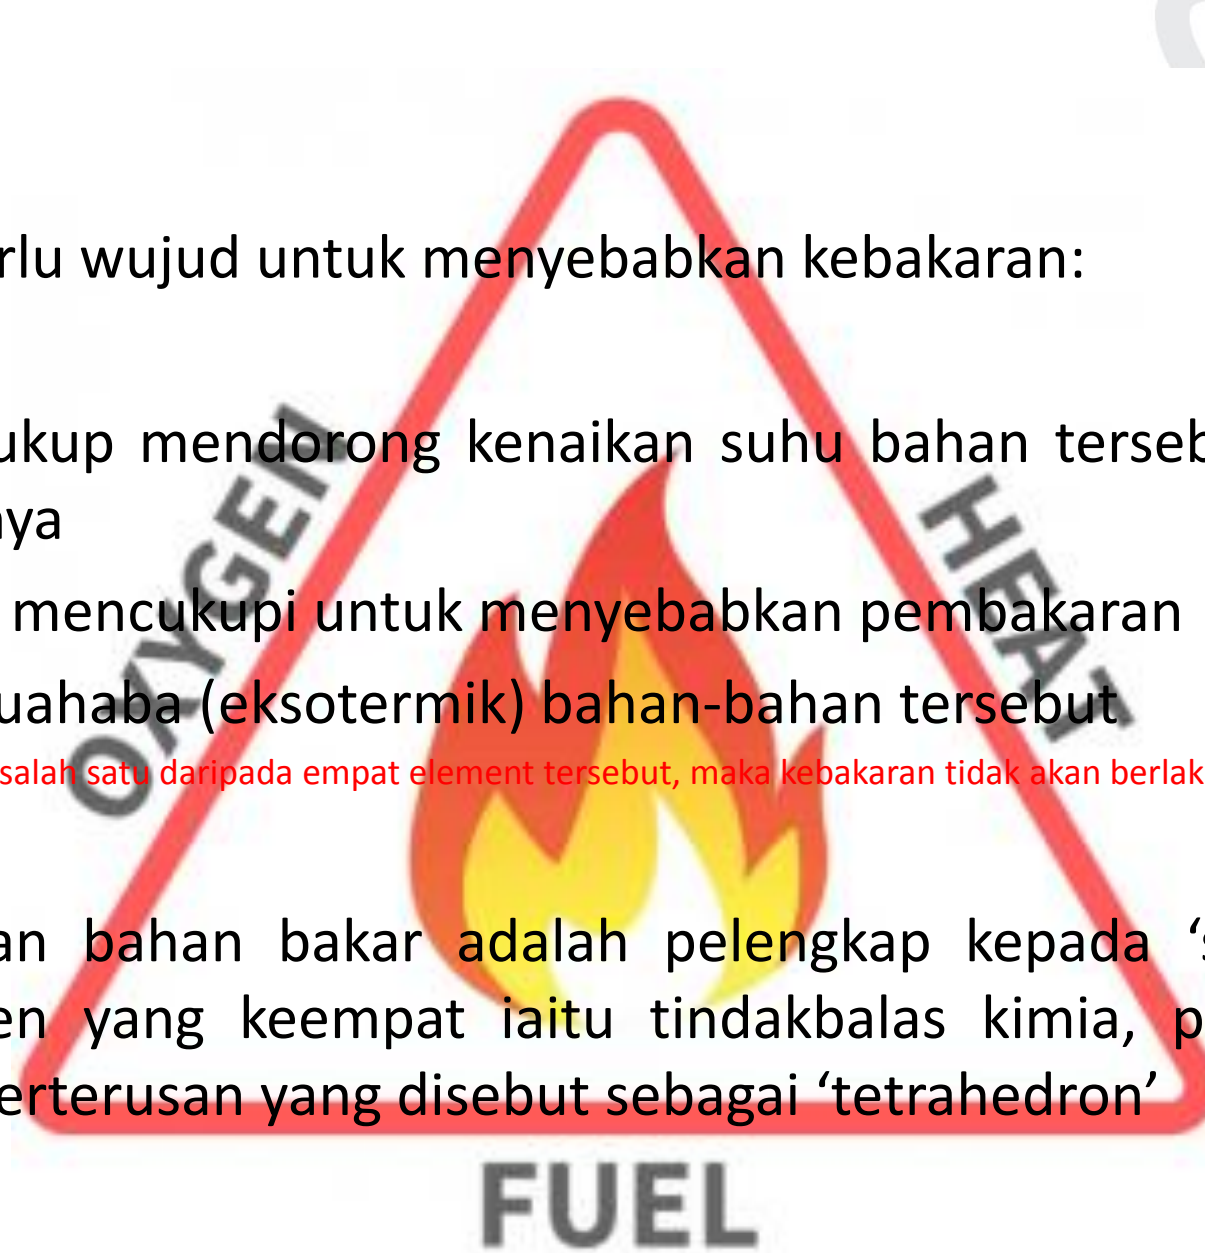 rlu wujud untuk menyebabkan kebakaran:
ukup mendorong kenaikan suhu bahan terseb
nya
mencukupi untuk menyebabkan pembakaran
uahaba (eksotermik) bahan-bahan tersebut
salah satu daripada empat element tersebut, maka kebakaran tidak akan berlak
an bahan bakar adalah pelengkap kepada ‘s
en yang keempat iaitu tindakbalas kimia, p
erterusan yang disebut sebagai ‘tetrahedron’
OXYGEN
HEAT
FUEL